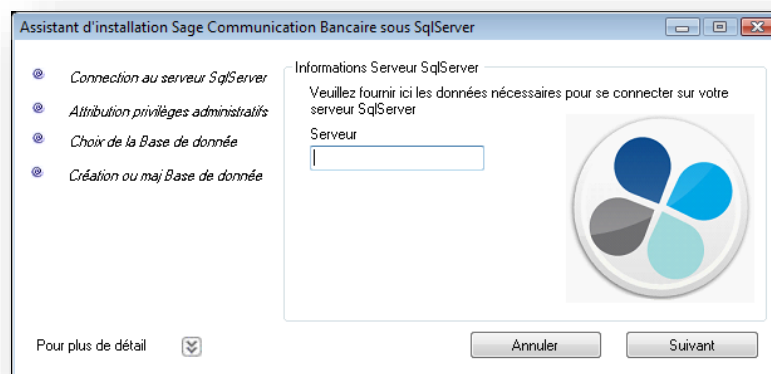 Assistant d'installation Sage Communication Bancaire sous SqlServer
Connection au serveur SqlServer
Attribution privilèges administratifs
Choix de la Base de donnée
Création ou maj Base de donnée
Informations Serveur SqlServer
Veuillez fournir ici les données nécessaires pour se connecter sur votre
serveur SqlServer
Serveur
Pour plus de détail
Annuler
Suivant